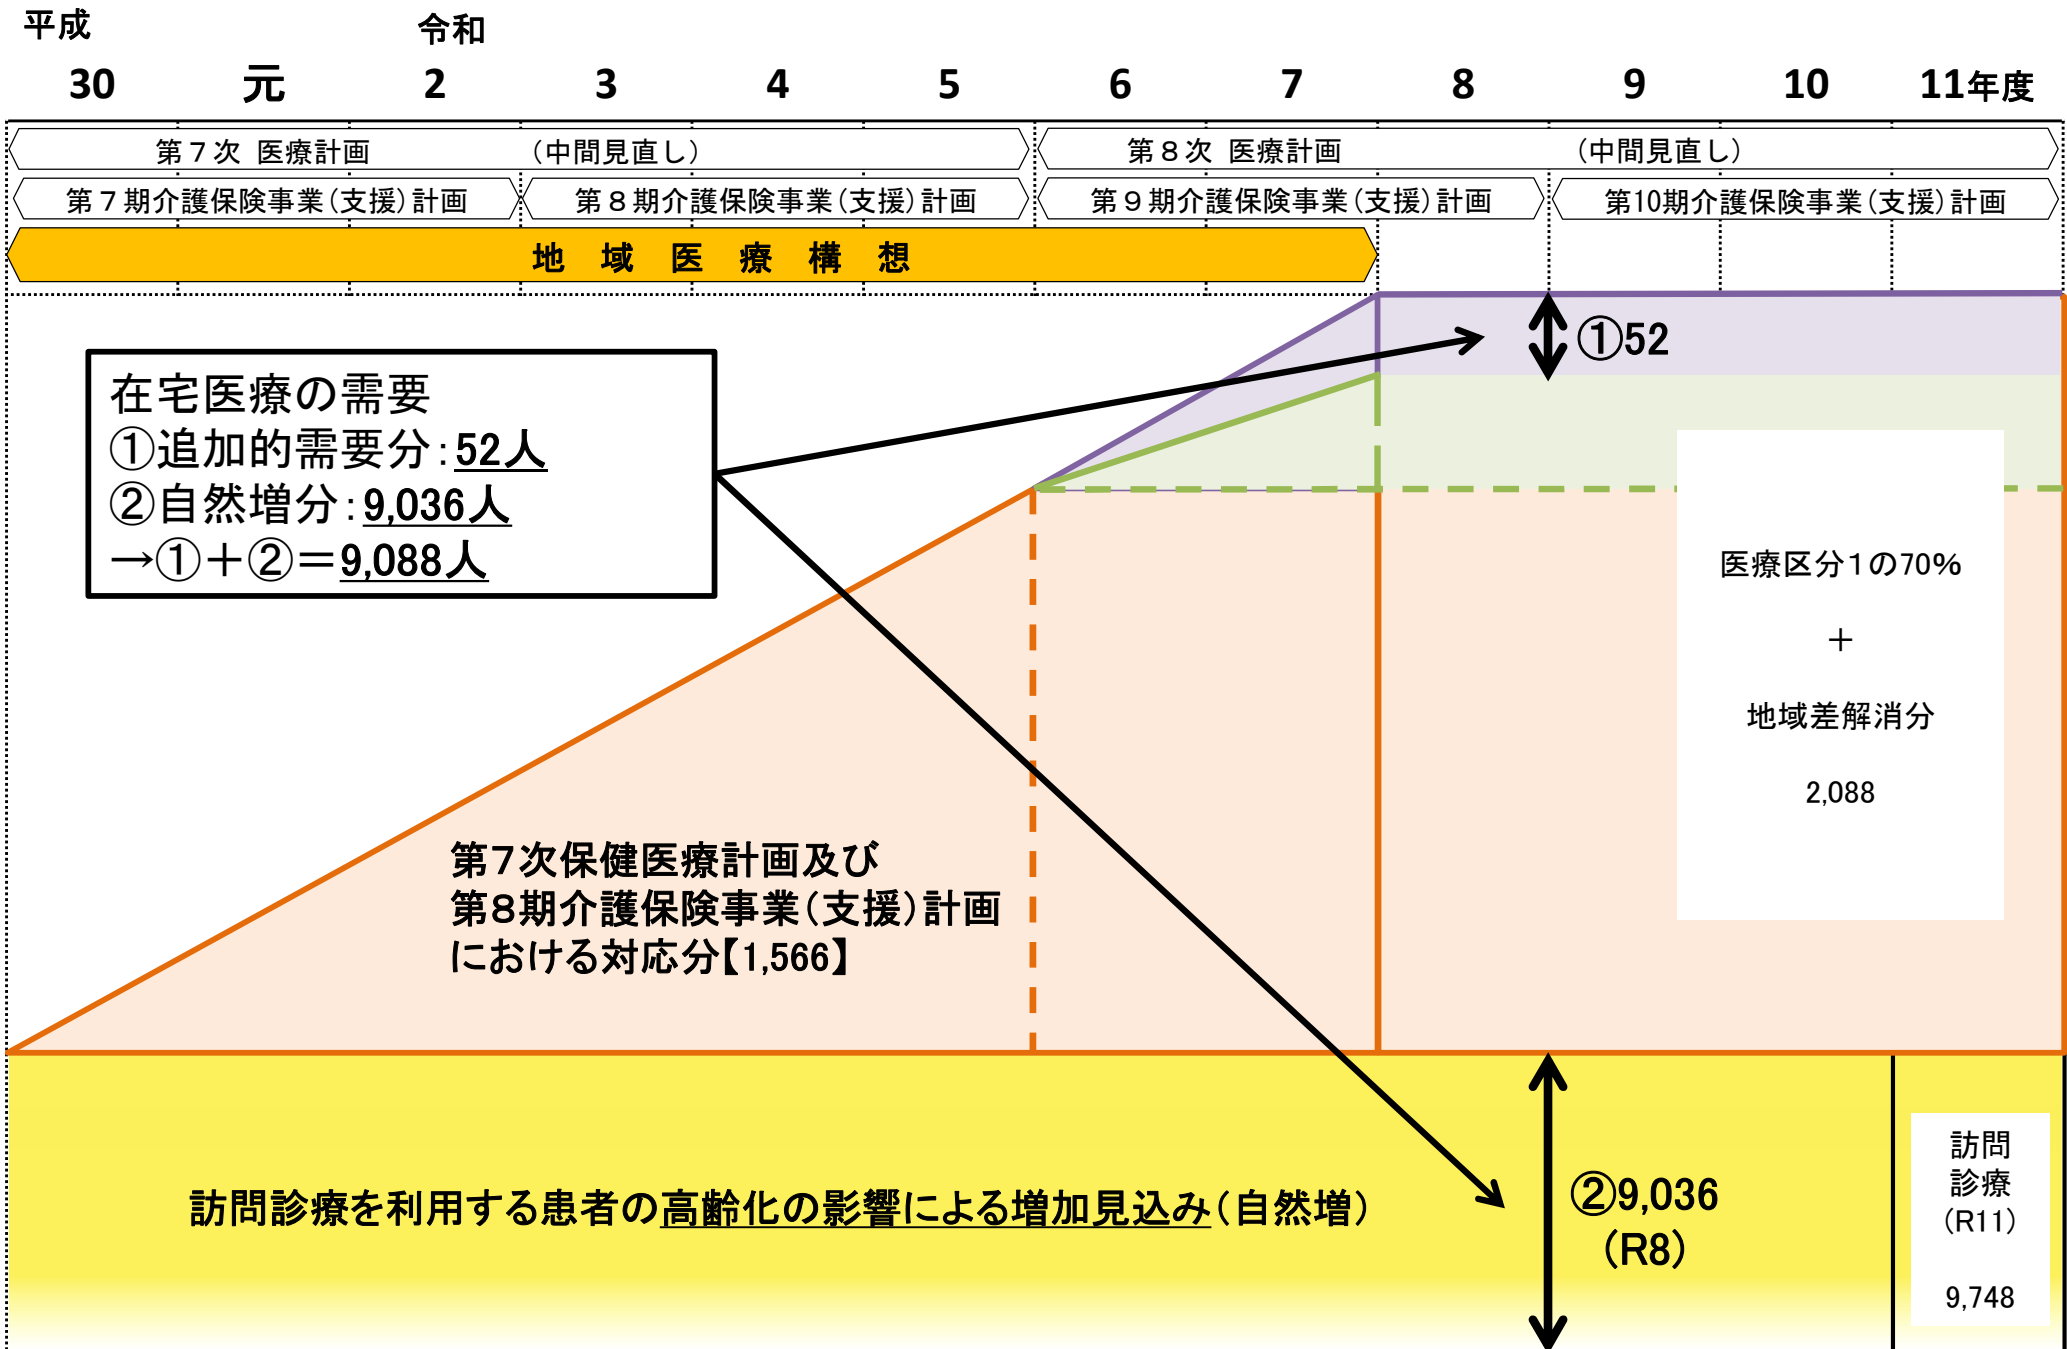 平成 令和
30 元 2 3 4 5 6 7 8 9 10 11年度
第７次 医療計画 （中間見直し） 第８次 医療計画 （中間見直し）
第７期介護保険事業（支援）計画 第８期介護保険事業（支援）計画 第９期介護保険事業（支援）計画 第10期介護保険事業（支援）計画
地域医療構想
①52
在宅医療の需要
①追加的需要分：52人
②自然増分：9,036人
→①＋②＝9,088人
医療区分１の70％
＋
地域差解消分
2,088
第７次保健医療計画及び
第８期介護保険事業（支援）計画
における対応分【1,566】
訪問診療を利用する患者の高齢化の影響による増加見込み（自然増）
②9,036
（R8）
訪問
診療
（R11）
9,748